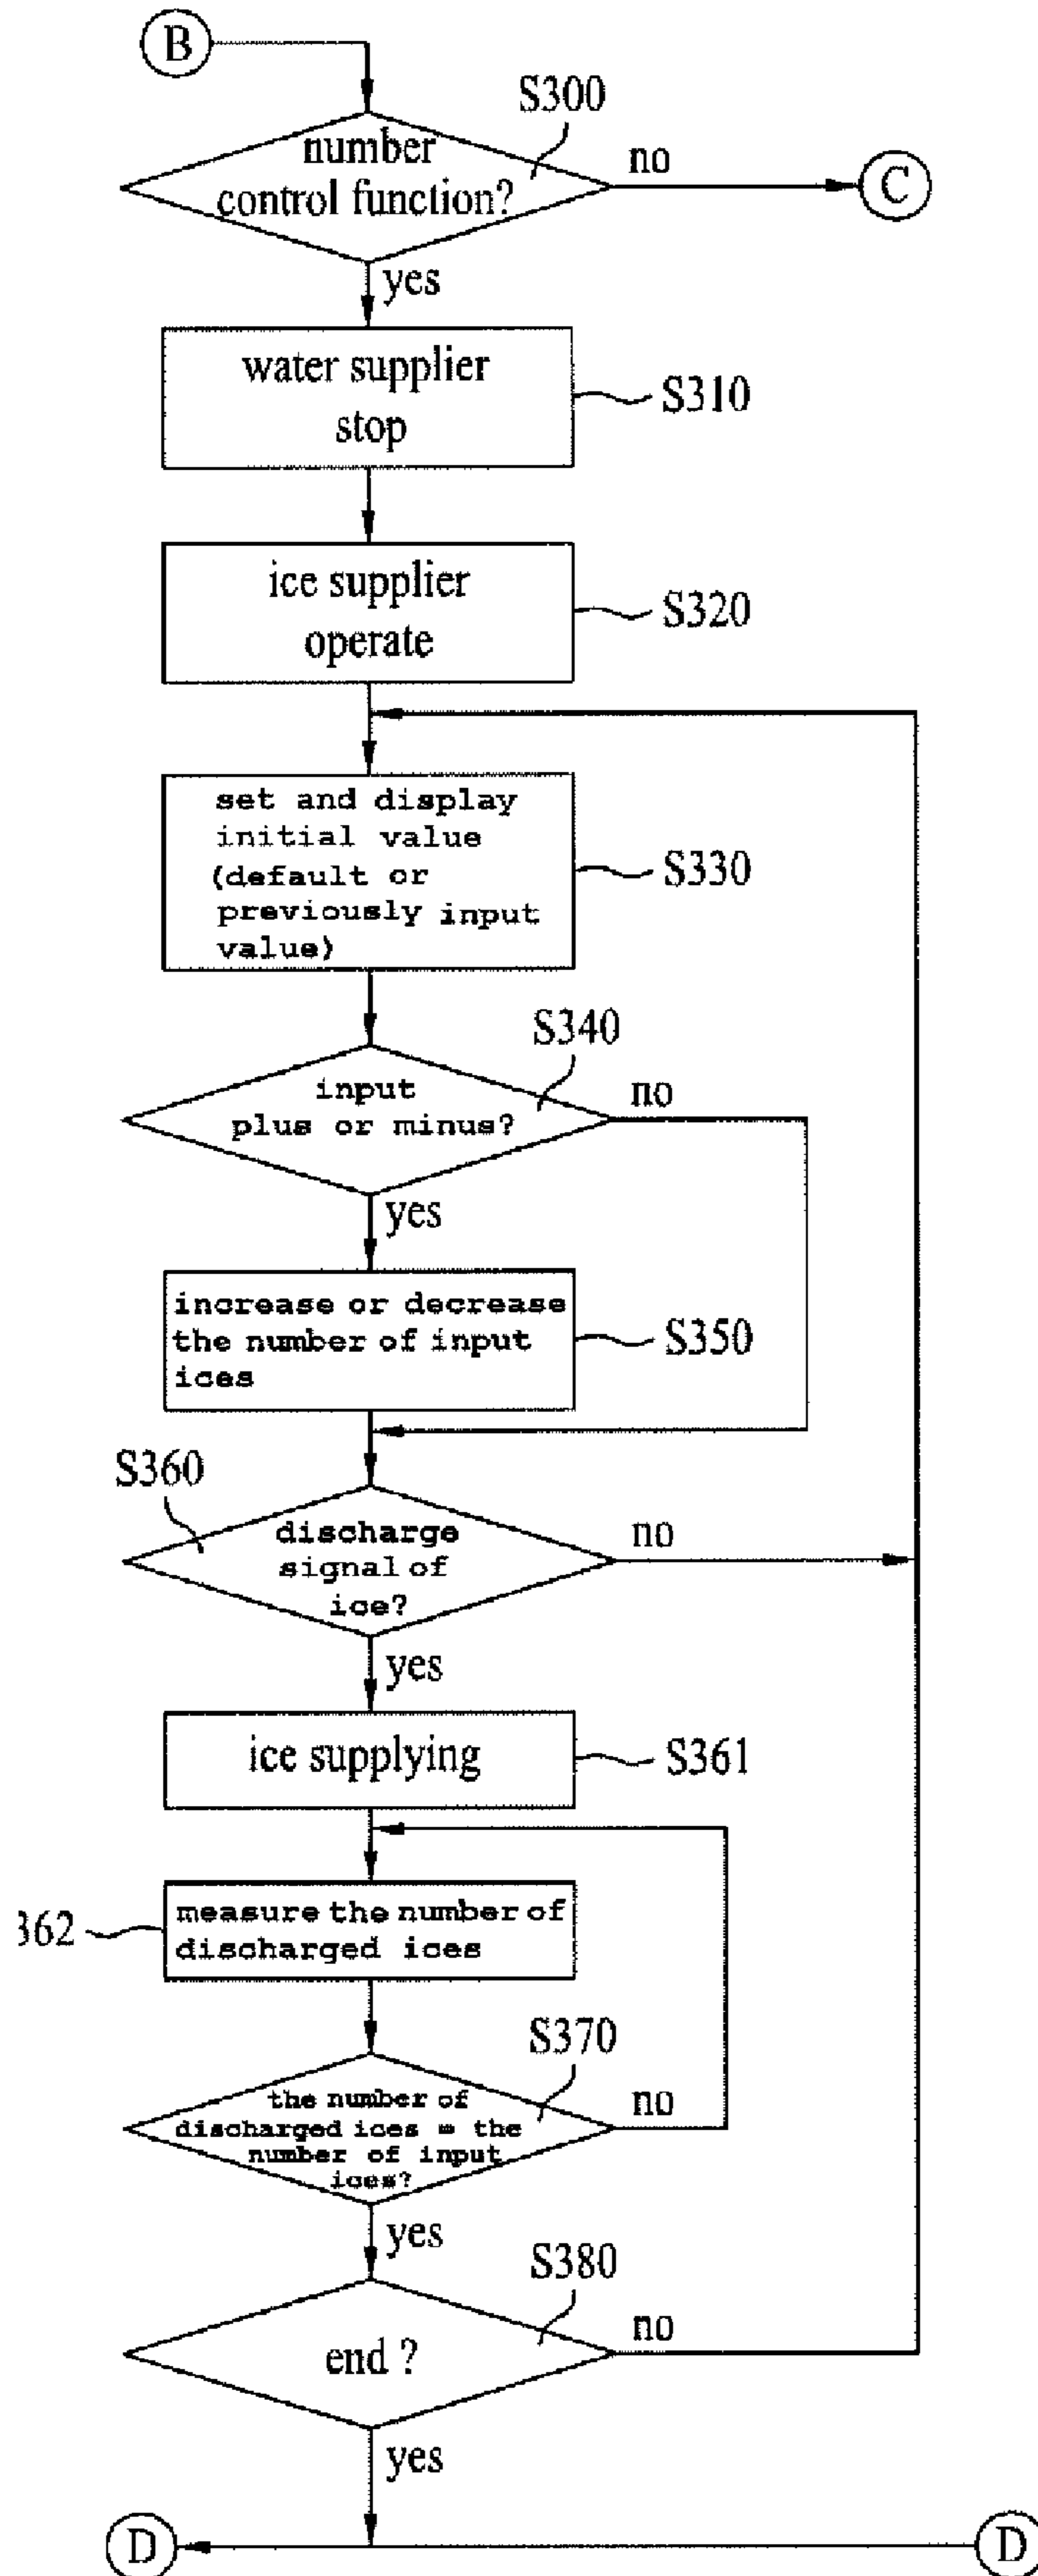 B
S300
number
control function?
no
C
yes
water supplier
stop
S310
ice supplier
operate
S320
set and display
initial value
(default or
previously input
value)
S330
S340
input
plus or minus?
no
yes
increase or decrease
the number of input
ices
S350
S360
discharge
signal of
ice?
no
yes
ice supplying
S361
362
measure the number of
discharged ices
S370
the number of
discharged ices = the
number of input
ices?
no
yes
S380
end ?
no
yes
D
D